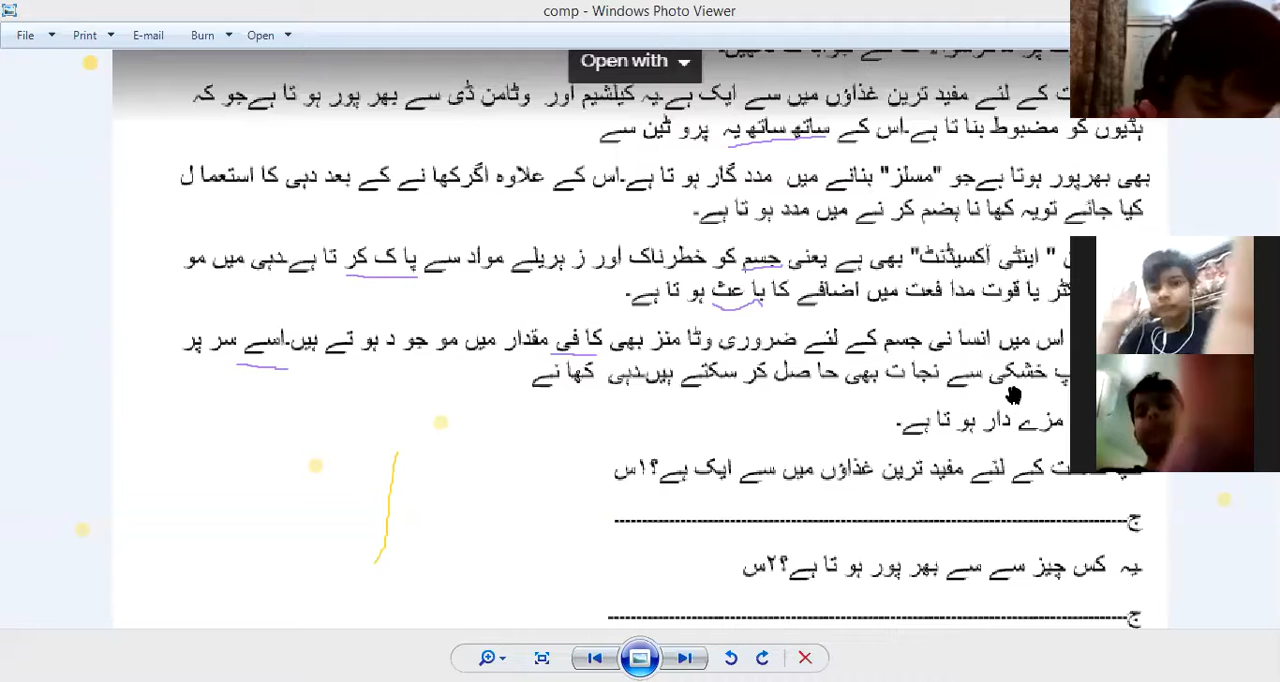 comp - Windows Photo Viewer
File Print E-mail Burn Open
Open with
کے لئے مفید ترین غذاؤں میں سے ایک ہے۔یہ کیلشیم اور وٹامن ڈی سے بھر پور ہو تا ہےجو کہ
ہڈیوں کو مضبوط بنا تا ہے۔اس کے ساتھ ساتھ یہ پرو ٹین سے
بھی بھرپور ہوتا ہےجو "مسلز" بنانے میں مدد گار ہو تا ہے۔اس کے علاوہ اگرکھا نے کے بعد دہی کا استعما ل
کیا جائے تویہ کھا نا ہضم کر نے میں مدد ہو تا ہے۔
" اینٹی آکسیڈنٹ" بھی ہے یعنی جسم کو خطرناک اور ز ہریلے مواد سے پا ک کر تا ہے۔دہی میں مو
یا قوت مدا فعت میں اضافے کا با عث ہو تا ہے۔
اس میں انسا نی جسم کے لئے ضروری وٹا منز بھی کا فی مقدار میں مو جو د ہو تے ہیں۔اسے سر پر
خشکی سے نجا ت بھی حا صل کر سکتے ہیں۔دہی کھا نے
مزے دار ہو تا ہے۔
کے لئے مفید ترین غذاؤں میں سے ایک ہے؟۱س
ج------------------------------------------------
یہ کس چیز سے سے بھر پور ہو تا ہے؟۲س
ج------------------------------------------------